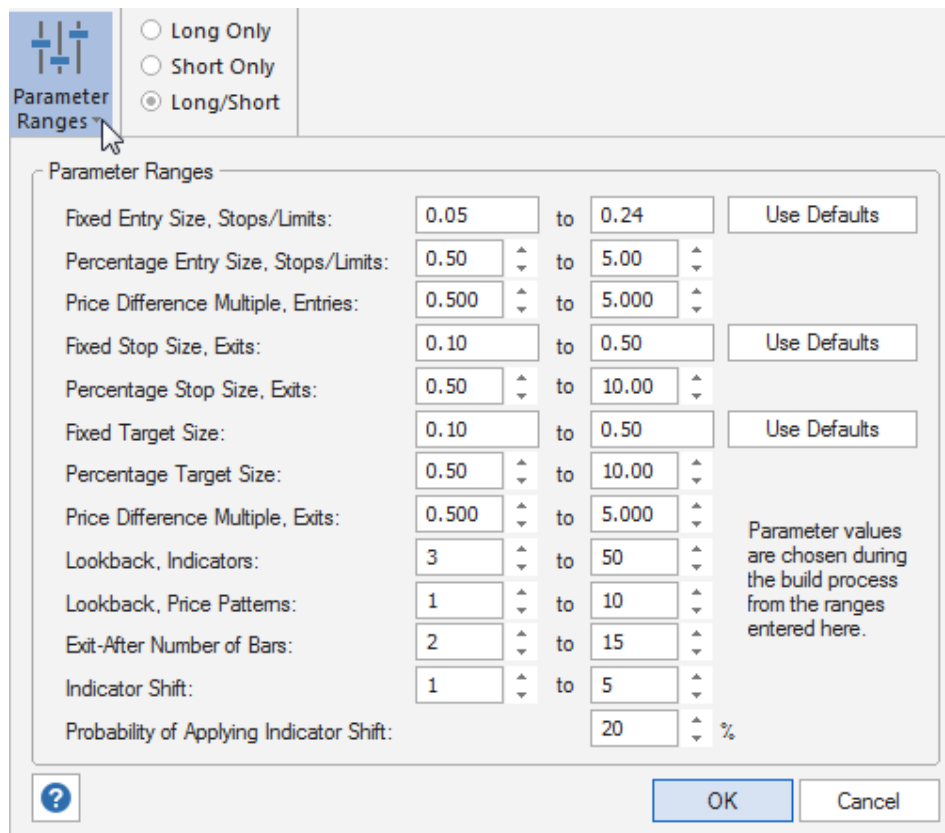 Parameter
Ranges
Long Only
Short Only
Long/Short
Parameter Ranges
Fixed Entry Size, Stops/Limits: 0.05 to 0.24 Use Defaults
Percentage Entry Size, Stops/Limits: 0.50 to 5.00
Price Difference Multiple, Entries: 0.500 to 5.000
Fixed Stop Size, Exits: 0.10 to 0.50 Use Defaults
Percentage Stop Size, Exits: 0.50 to 10.00
Fixed Target Size: 0.10 to 0.50 Use Defaults
Percentage Target Size: 0.50 to 10.00
Price Difference Multiple, Exits: 0.500 to 5.000
Lookback, Indicators: 3 to 50
Lookback, Price Patterns: 1 to 10
Exit-After Number of Bars: 2 to 15
Indicator Shift: 1 to 5
Probability of Applying Indicator Shift: 20 %
Parameter values
are chosen during
the build process
from the ranges
entered here.
? OK Cancel